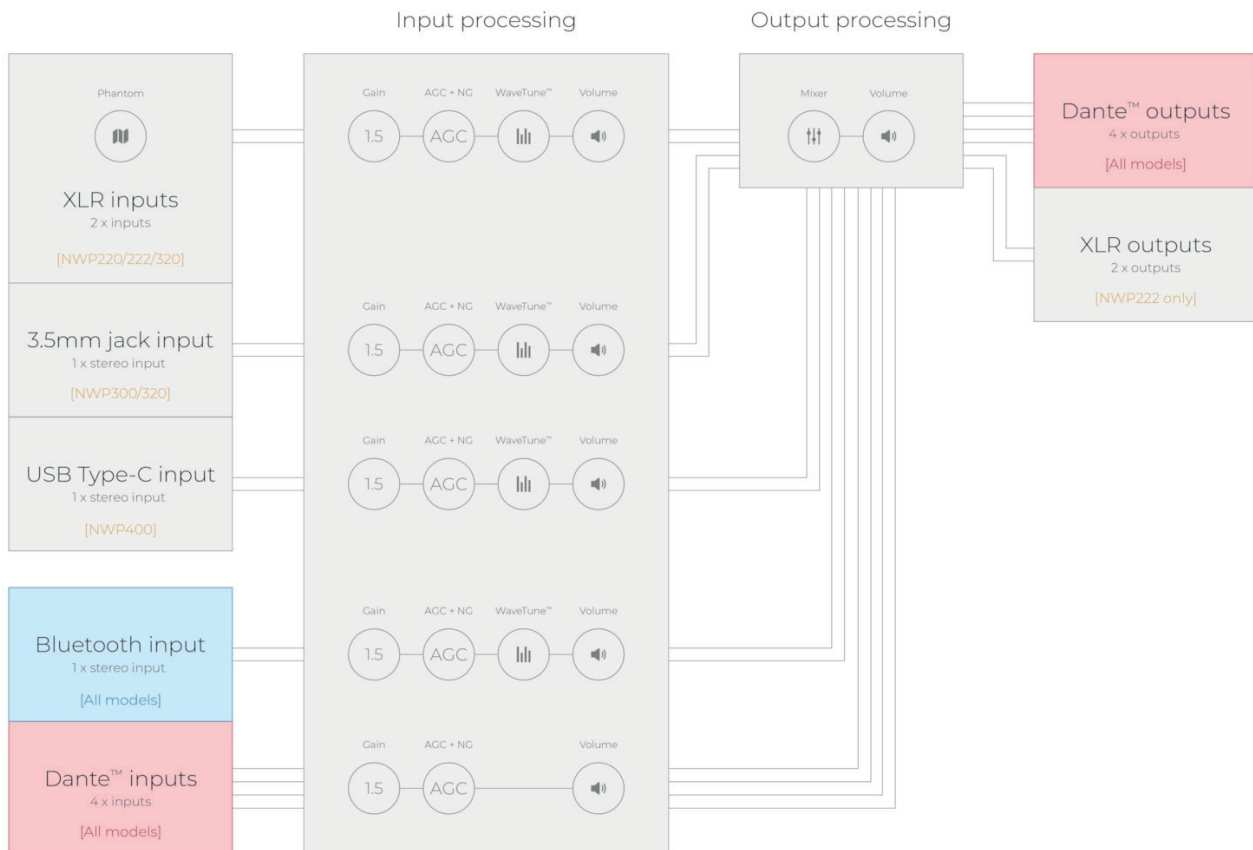 Input processing
Output processing
Phantom
XLR inputs
2 x inputs
[NWP220/222/320]
Gain
AGC + NG
WaveTune™
Volume
1.5
AGC
Mixer
Volume
Dante™ outputs
4 x outputs
[All models]
XLR outputs
2 x outputs
[NWP222 only]
3.5mm jack input
1 x stereo input
[NWP300/320]
Gain
AGC + NG
WaveTune™
Volume
1.5
AGC
USB Type-C input
1 x stereo input
[NWP400]
Gain
AGC + NG
WaveTune™
Volume
1.5
AGC
Bluetooth input
1 x stereo input
[All models]
Gain
AGC + NG
WaveTune™
Volume
1.5
AGC
Dante™ inputs
4 x inputs
[All models]
Gain
AGC + NG
Volume
1.5
AGC